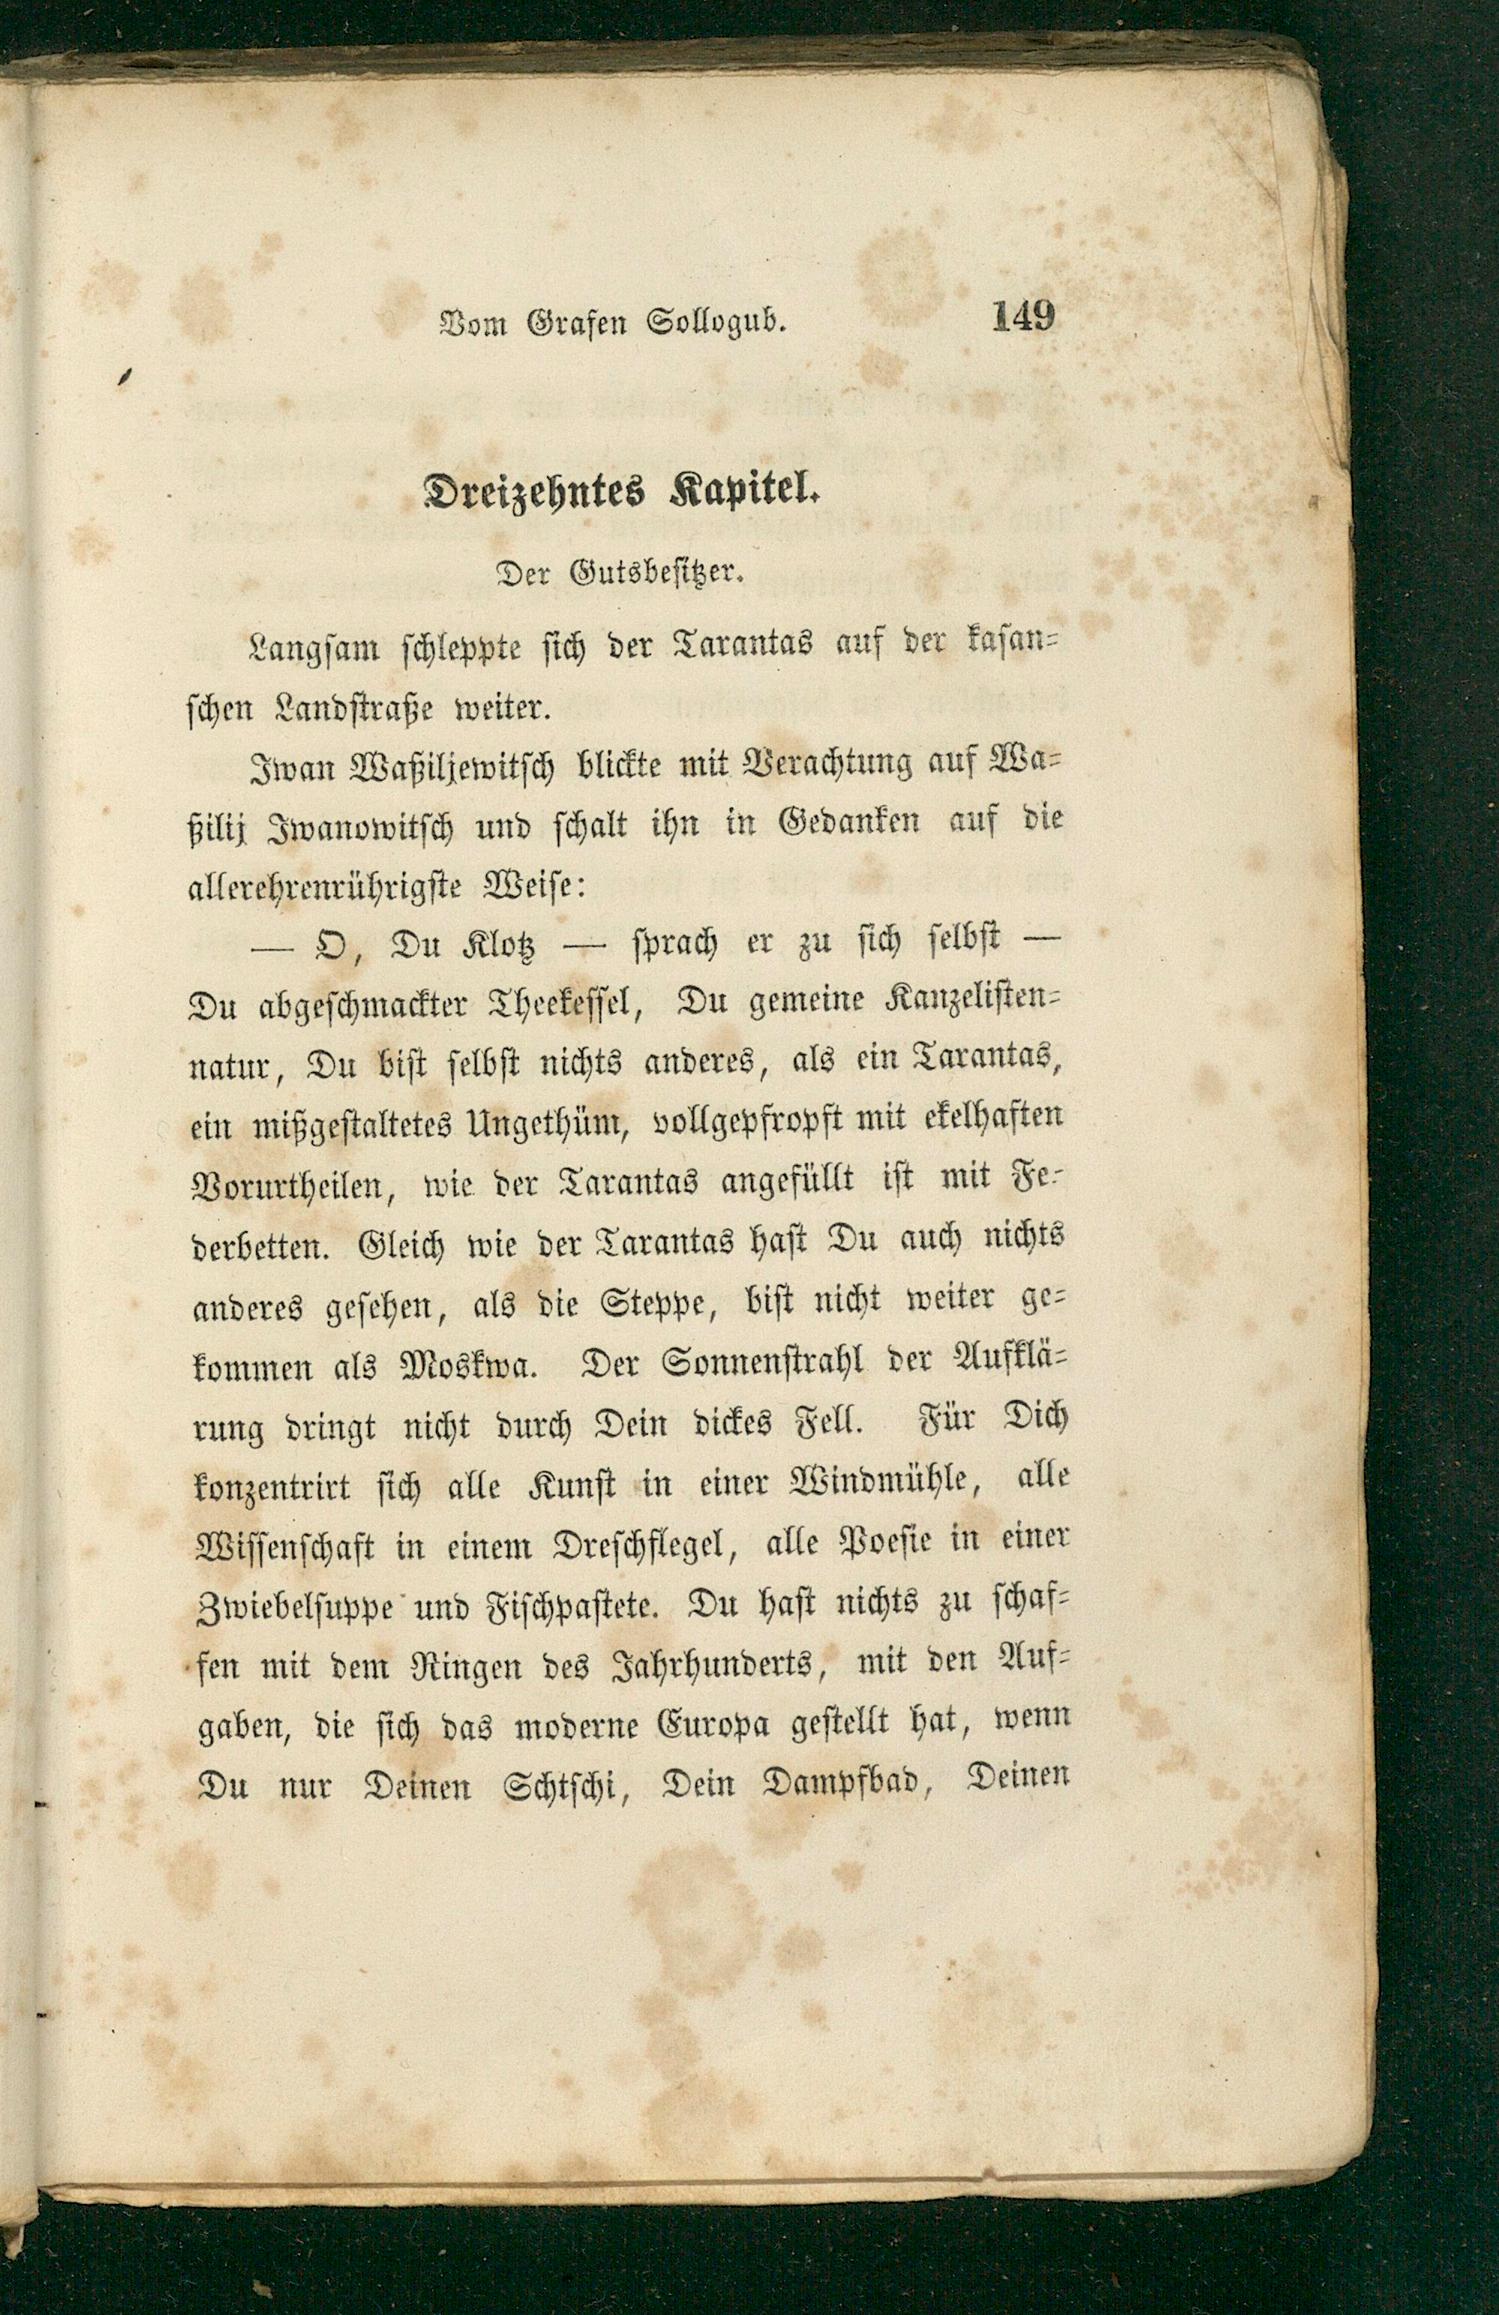 Vom Grafen Sollogub. 149
Dreizehntes Kapitel.
Der Gutsbesitzer.
Langsam schleppte sich der Tarantas auf der kasan-
schen Landstraße weiter.
Iwan Waßiljewitsch blickte mit Verachtung auf Wa-
ßilij Iwanowitsch und schalt ihn in Gedanken auf die
allerehrenrührigste Weise:
— O, Du Klotz — sprach er zu sich selbst —
Du abgeschmackter Theekessel, Du gemeine Kanzelisten-
natur, Du bist selbst nichts anderes, als ein Tarantas,
ein mißgestaltetes Ungethüm, vollgepfropft mit ekelhaften
Vorurtheilen, wie der Tarantas angefüllt ist mit Fe-
derbetten. Gleich wie der Tarantas hast Du auch nichts
anderes gesehen, als die Steppe, bist nicht weiter ge-
kommen als Moskwa. Der Sonnenstrahl der Aufklä-
rung dringt nicht durch Dein dickes Fell. Für Dich
konzentrirt sich alle Kunst in einer Windmühle, alle
Wissenschaft in einem Dreschflegel, alle Poesie in einer
Zwiebelsuppe und Fischpastete. Du hast nichts zu schaf-
fen mit dem Ringen des Jahrhunderts, mit den Auf-
gaben, die sich das moderne Europa gestellt hat, wenn
Du nur Deinen Schtschi, Dein Dampfbad, Deinen